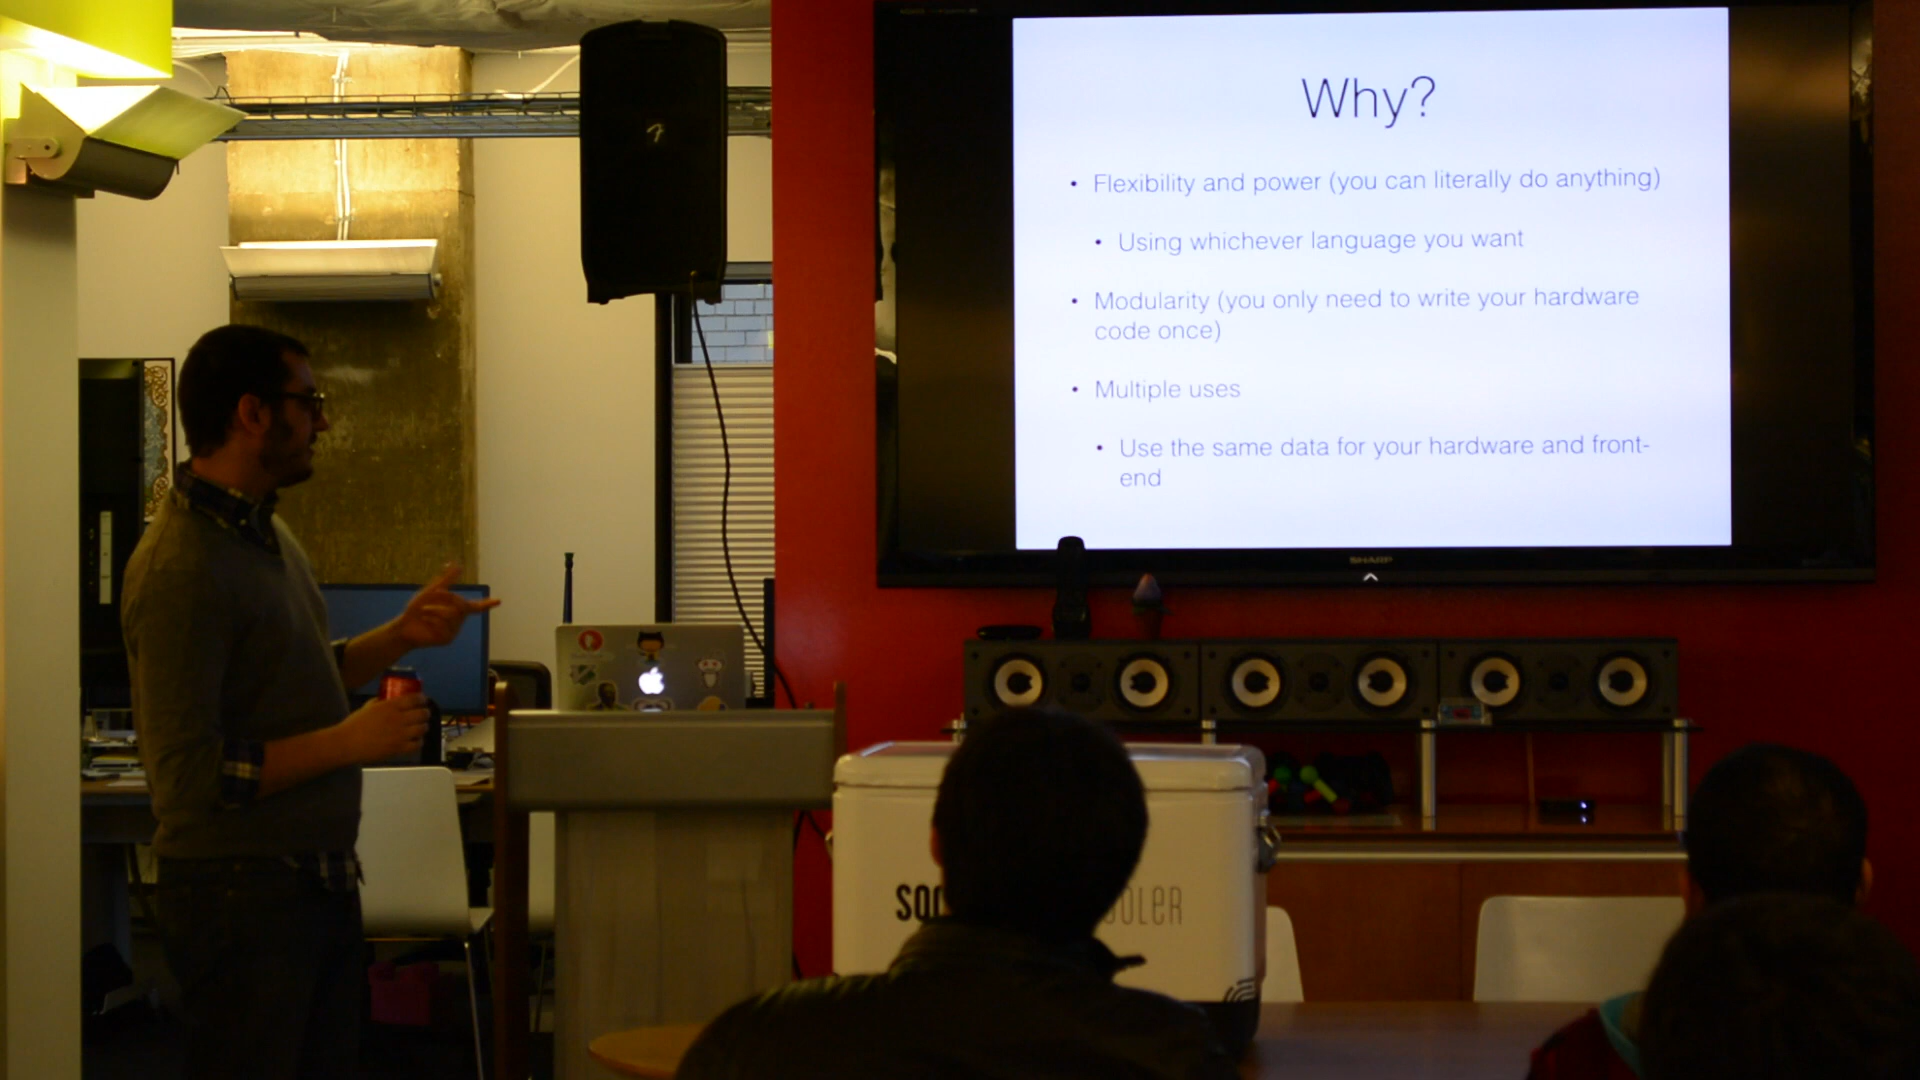 Why?
• Flexibility and power (you can literally do anything)
• Using whichever language you want
• Modularity (you only need to write your hardware
code once)
• Multiple uses
• Use the same data for your hardware and front-
end
SHARP